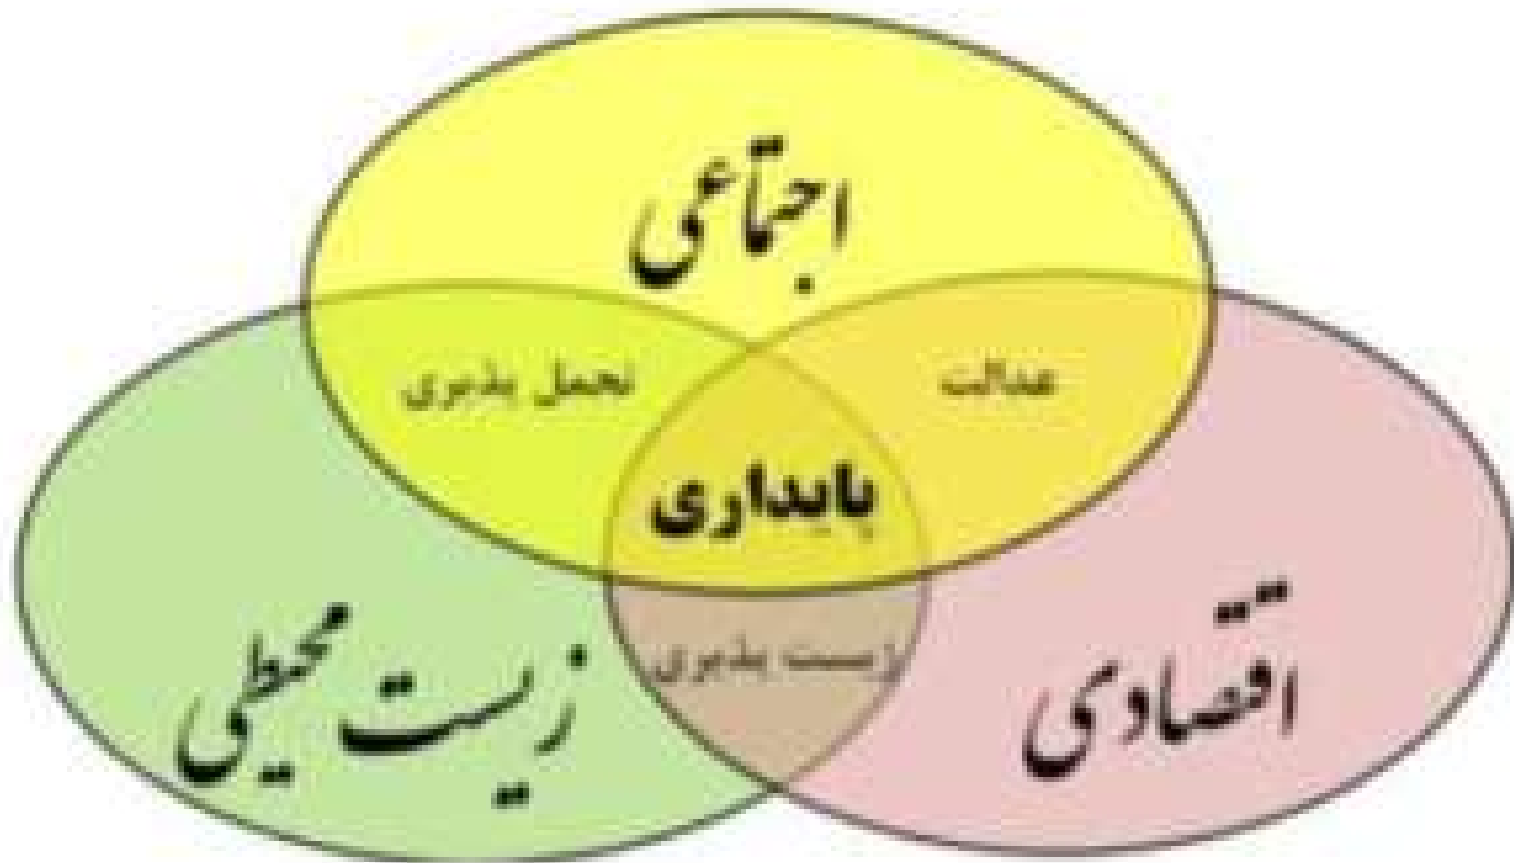 اجتماعی
تحمل پذیری
عدالت
پایداری
زیست پذیری
زیست محیطی
اقتصادی